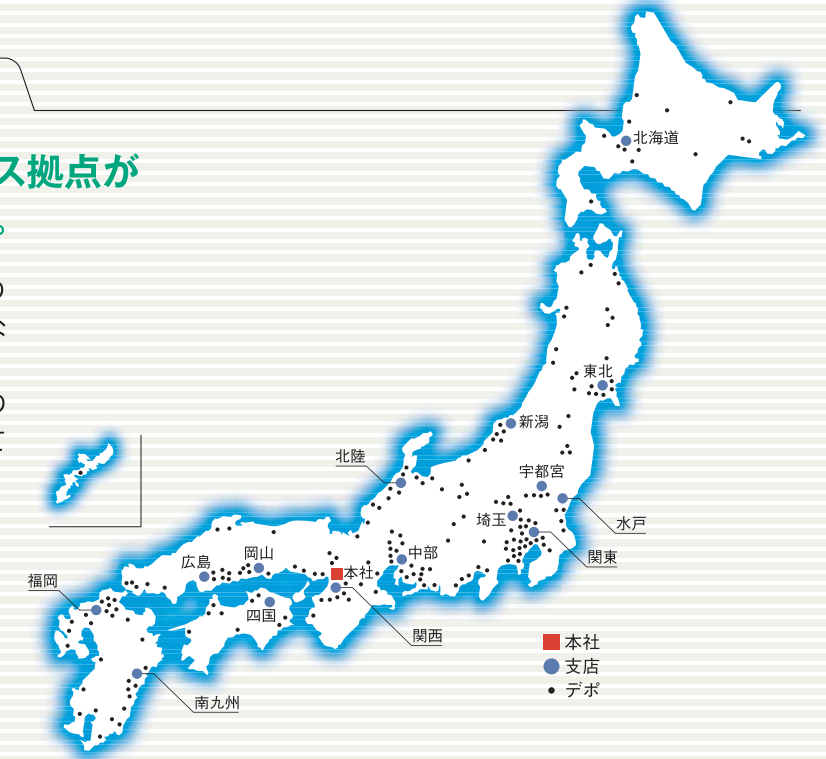 ス拠点が
。
の
の
北海道
東北
新潟
北陸
宇都宮
水戸
埼玉
関東
中部
岡山
広島
本社
福岡
四国
関西
南九州
本社
支店
デポ